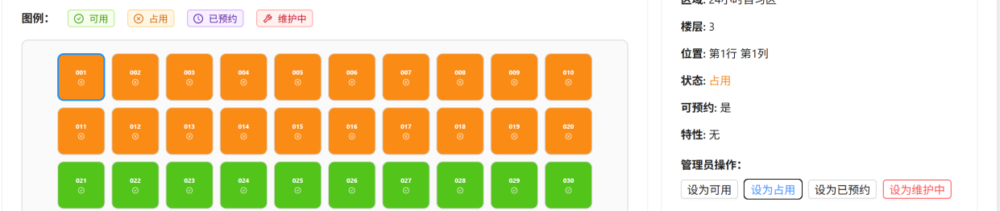 图例: 可用 占用 已预约 维护中
001 002 003 004 005 006 007 008 009 010
011 012 013 014 015 016 017 018 019 020
021 022 023 024 025 026 027 028 029 030
区域: 24小时自习区
楼层: 3
位置: 第1行 第1列
状态: 占用
可预约: 是
特性: 无
管理员操作:
设为可用 设为占用 设为已预约 设为维护中